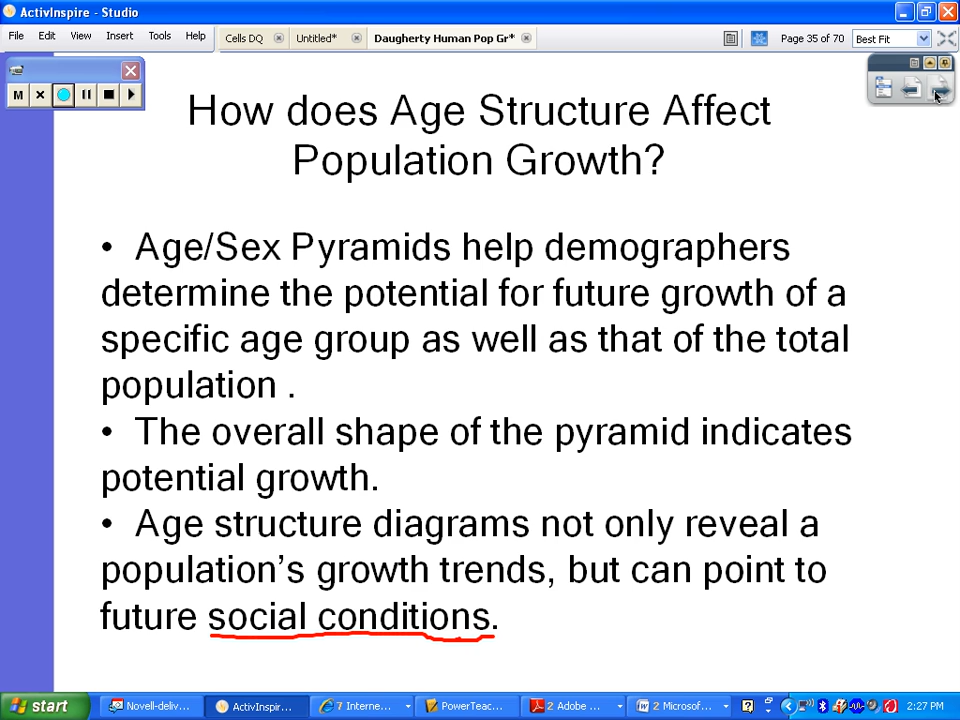 ActivInspire - Studio
File Edit View Insert Tools Help Cells DQ Untitled* Daugherty Human Pop Gr* Page 35 of 70 Best Fit
M
How does Age Structure Affect
Population Growth?
• Age/Sex Pyramids help demographers
determine the potential for future growth of a
specific age group as well as that of the total
population .
• The overall shape of the pyramid indicates
potential growth.
• Age structure diagrams not only reveal a
population's growth trends, but can point to
future social conditions.
start Novell-deliv... ActivInspir... 7 Interne... PowerTeac... 2 Adobe ... 2 Microsof... 2:27 PM